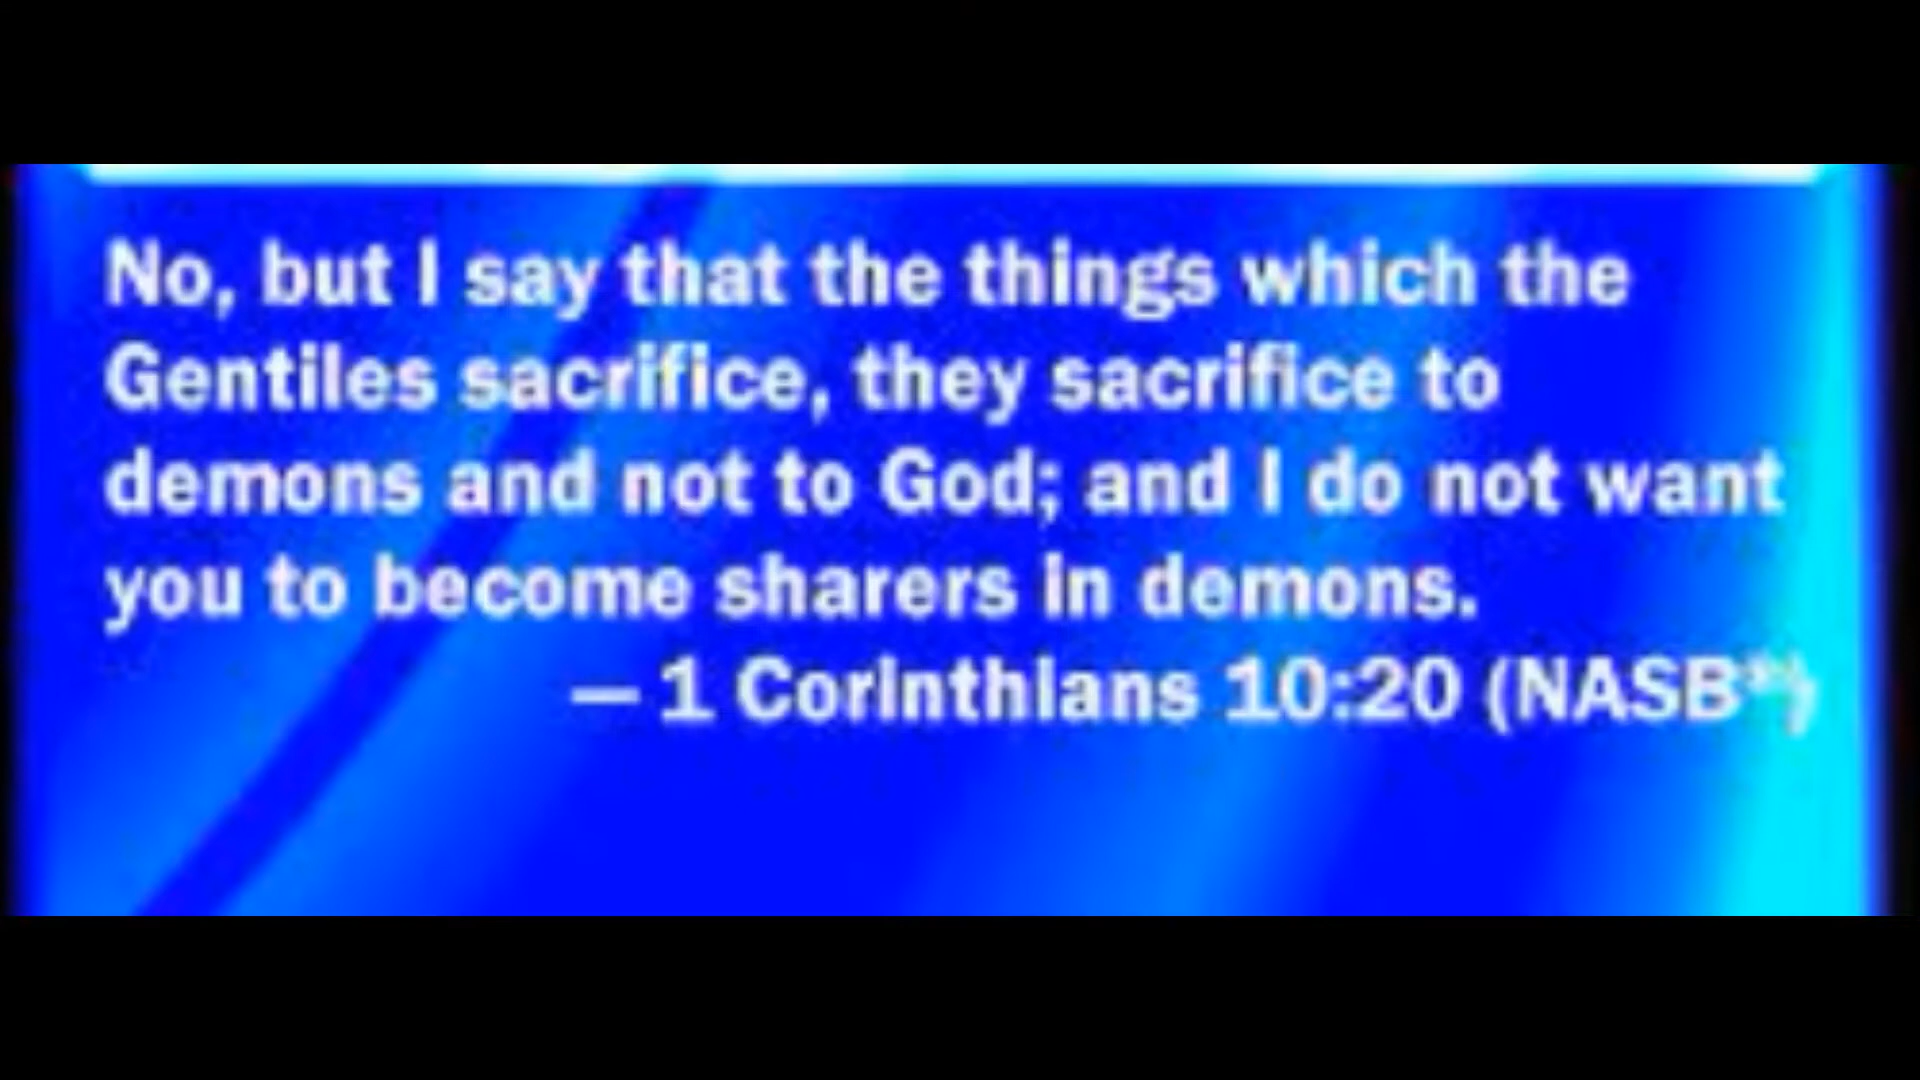 No, but I say that the things which the
Gentiles sacrifice, they sacrifice to
demons and not to God; and I do not want
you to become sharers in demons.
— 1 Corinthians 10:20 (NASB*)